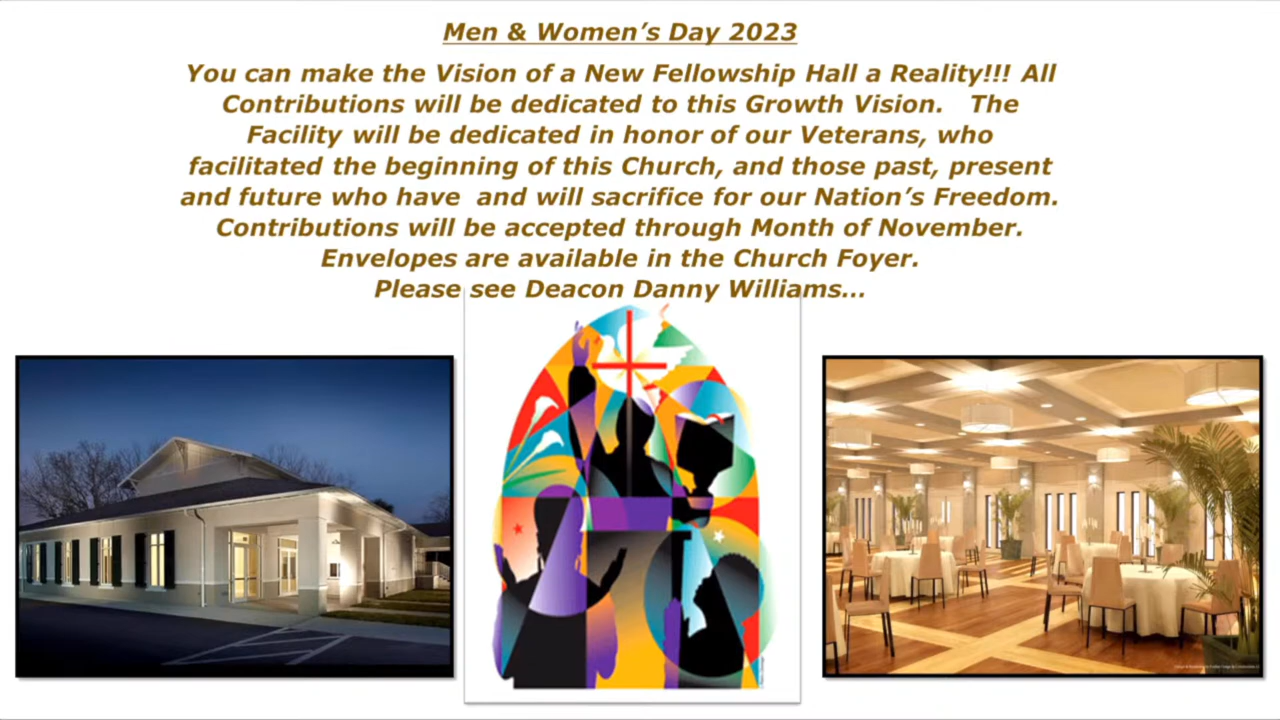 Men & Women’s Day 2023
You can make the Vision of a New Fellowship Hall a Reality!!! All
Contributions will be dedicated to this Growth Vision.   The
Facility will be dedicated in honor of our Veterans, who
facilitated the beginning of this Church, and those past, present
and future who have  and will sacrifice for our Nation’s Freedom.
Contributions will be accepted through Month of November.
Envelopes are available in the Church Foyer.
Please see Deacon Danny Williams...